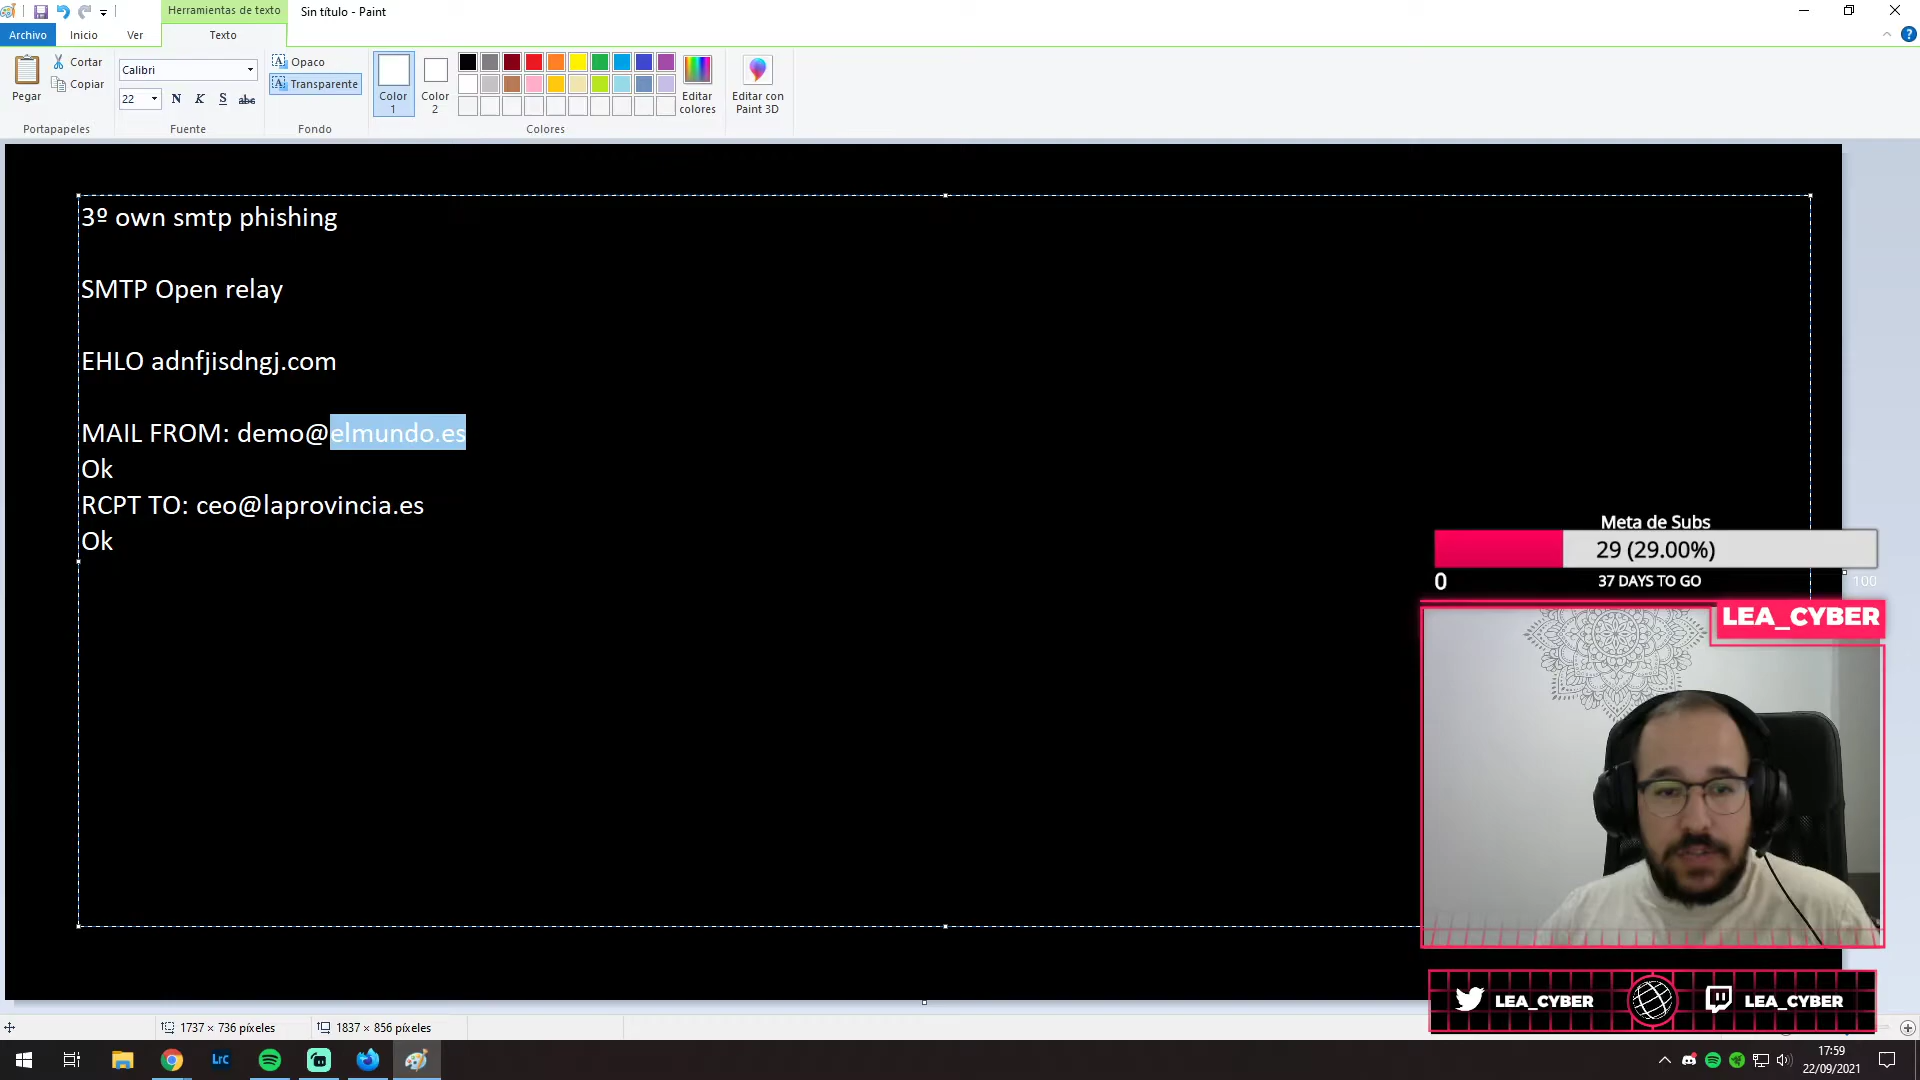 Herramientas de texto
Sin título - Paint
Archivo
Inicio
Ver
Texto
Pegar
Cortar
Copiar
Portapapeles
Calibri
22
N K S abc
Fuente
Opaco
Transparente
Fondo
Color 1
Color 2
Editar colores
Colores
Editar con Paint 3D
3º own smtp phishing
SMTP Open relay
EHLO adnfjisdngj.com
MAIL FROM: demo@elmundo.es
Ok
RCPT TO: ceo@laprovincia.es
Ok
Meta de Subs
29 (29.00%)
0
37 DAYS TO GO
100
LEA_CYBER
LEA_CYBER
LEA_CYBER
1737 × 736 píxeles
1837 × 856 píxeles
Lrc
17:59
22/09/2021